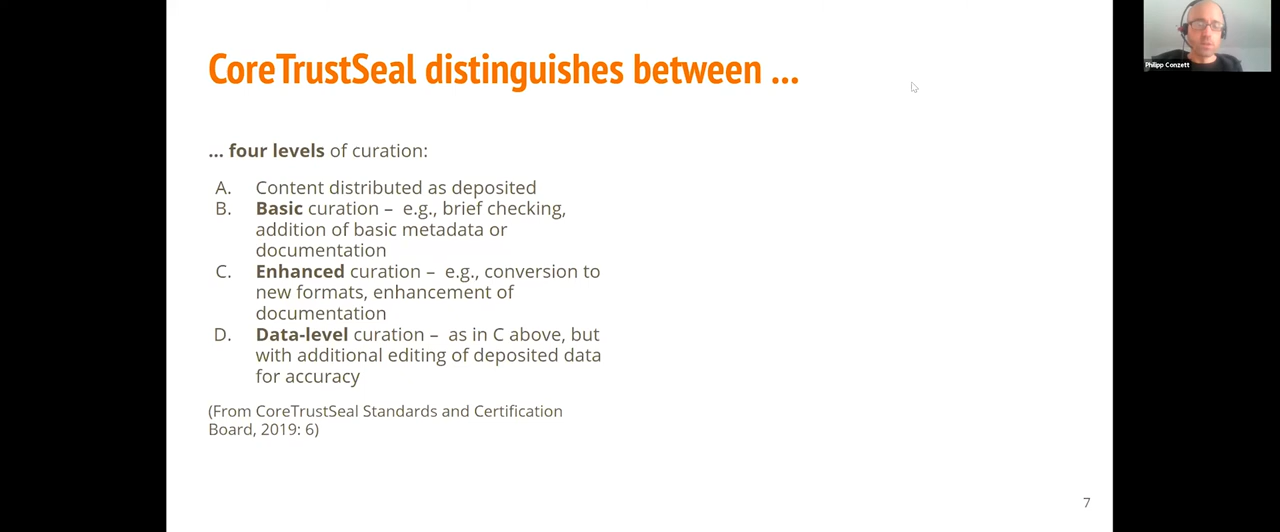 CoreTrustSeal distinguishes between ...
... four levels of curation:
A. Content distributed as deposited
B. Basic curation – e.g., brief checking,
addition of basic metadata or
documentation
C. Enhanced curation – e.g., conversion to
new formats, enhancement of
documentation
D. Data-level curation – as in C above, but
with additional editing of deposited data
for accuracy
(From CoreTrustSeal Standards and Certification
Board, 2019: 6)
7
Philipp Conzett